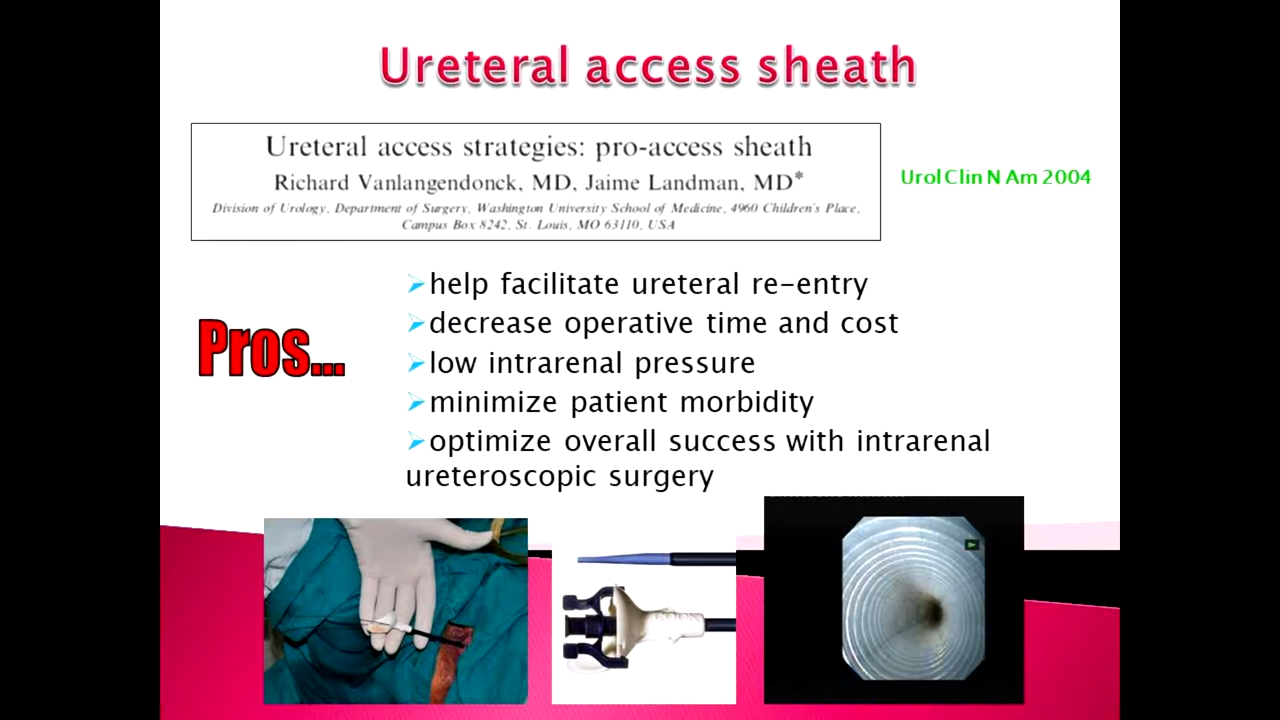 Ureteral access sheath
Ureteral access strategies: pro-access sheath
Richard Vanlangendonck, MD, Jaime Landman, MD*
Division of Urology, Department of Surgery, Washington University School of Medicine, 4960 Children's Place,
Campus Box 8242, St. Louis, MO 63110, USA
Urol Clin N Am 2004
Pros...
➢help facilitate ureteral re-entry
➢decrease operative time and cost
➢low intrarenal pressure
➢minimize patient morbidity
➢optimize overall success with intrarenal
ureteroscopic surgery